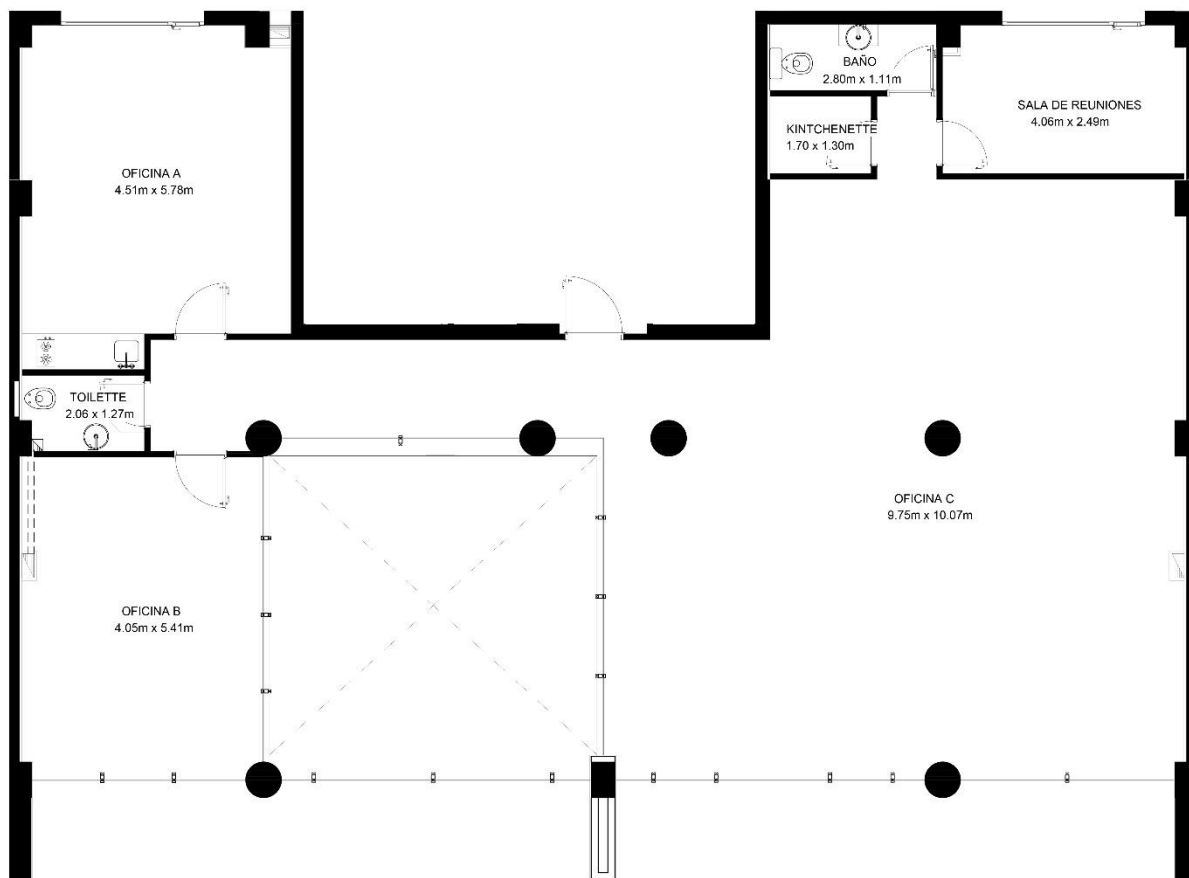 BAÑO
2.80m x 1.11m
SALA DE REUNIONES
4.06m x 2.49m
KINTCHENETTE
1.70 x 1.30m
OFICINA A
4.51m x 5.78m
TOILETTE
2.06 x 1.27m
OFICINA C
9.75m x 10.07m
OFICINA B
4.05m x 5.41m